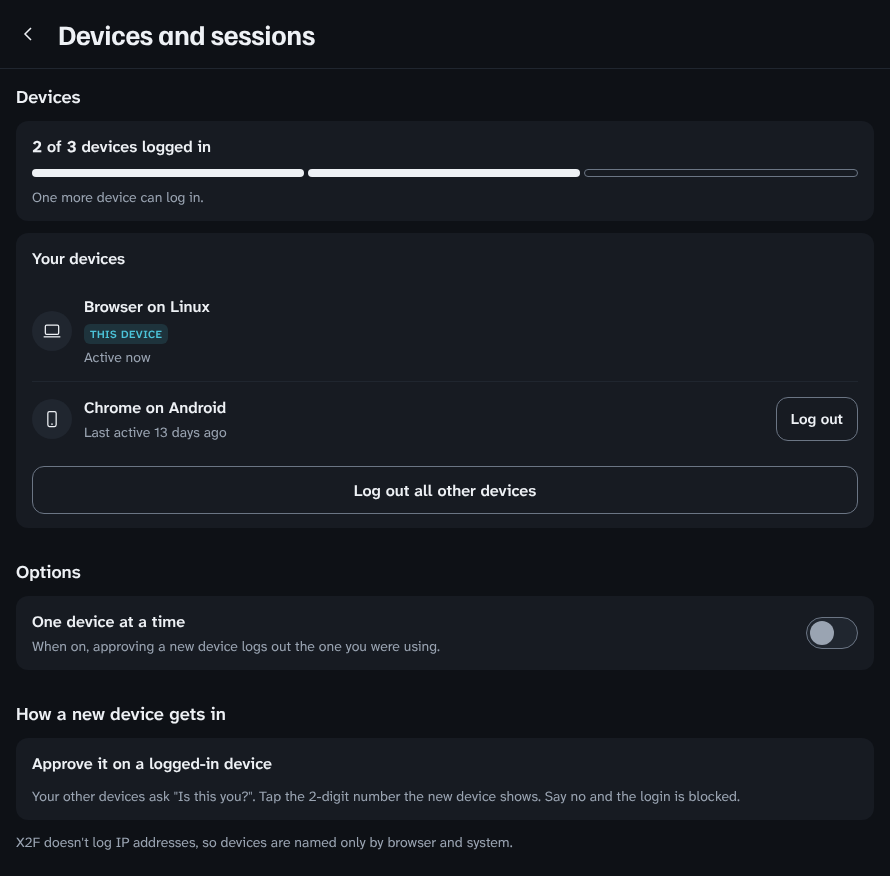 Devices and sessions
Devices
2 of 3 devices logged in
One more device can log in.
Your devices
Browser on Linux
THIS DEVICE
Active now
Chrome on Android
Last active 13 days ago
Log out
Log out all other devices
Options
One device at a time
When on, approving a new device logs out the one you were using.
How a new device gets in
Approve it on a logged-in device
Your other devices ask "Is this you?". Tap the 2-digit number the new device shows. Say no and the login is blocked.
X2F doesn't log IP addresses, so devices are named only by browser and system.